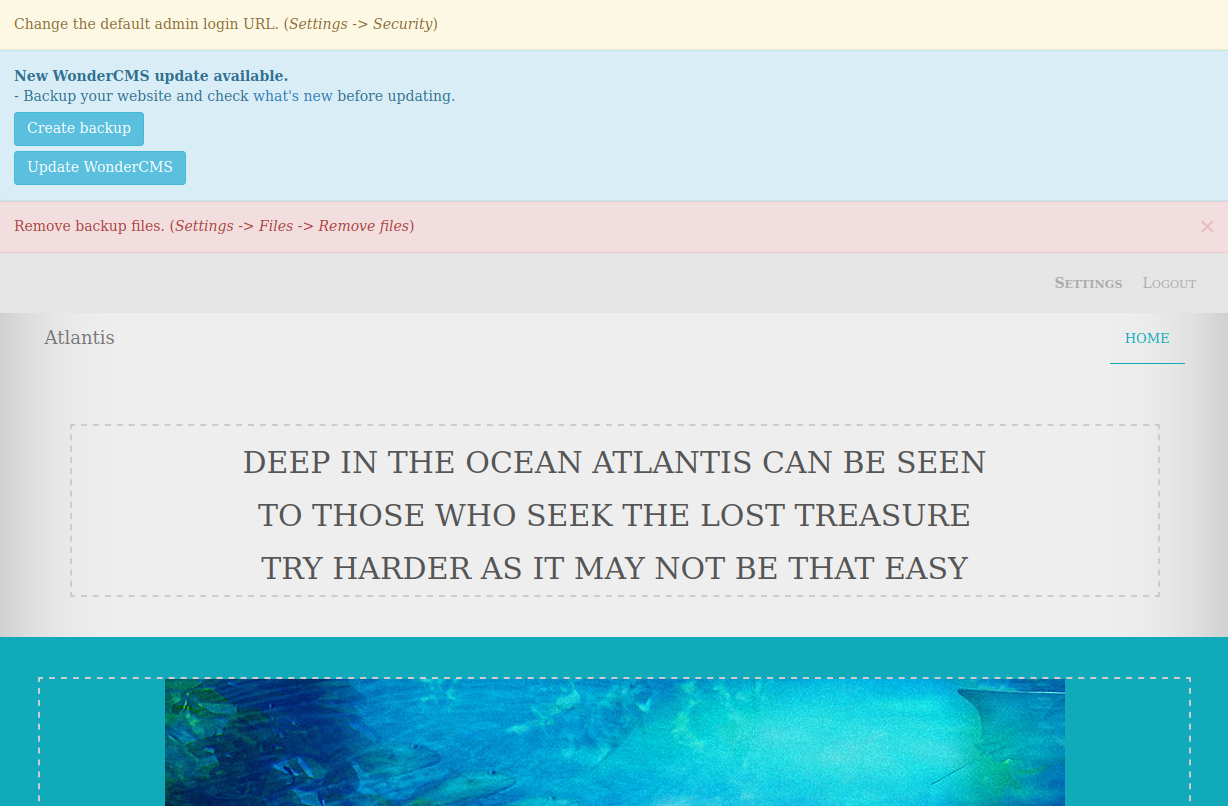 Change the default admin login URL. (Settings -> Security)
New WonderCMS update available.
- Backup your website and check what's new before updating.
Create backup
Update WonderCMS
Remove backup files. (Settings -> Files -> Remove files)
×
Settings Logout
Atlantis HOME
DEEP IN THE OCEAN ATLANTIS CAN BE SEEN
TO THOSE WHO SEEK THE LOST TREASURE
TRY HARDER AS IT MAY NOT BE THAT EASY